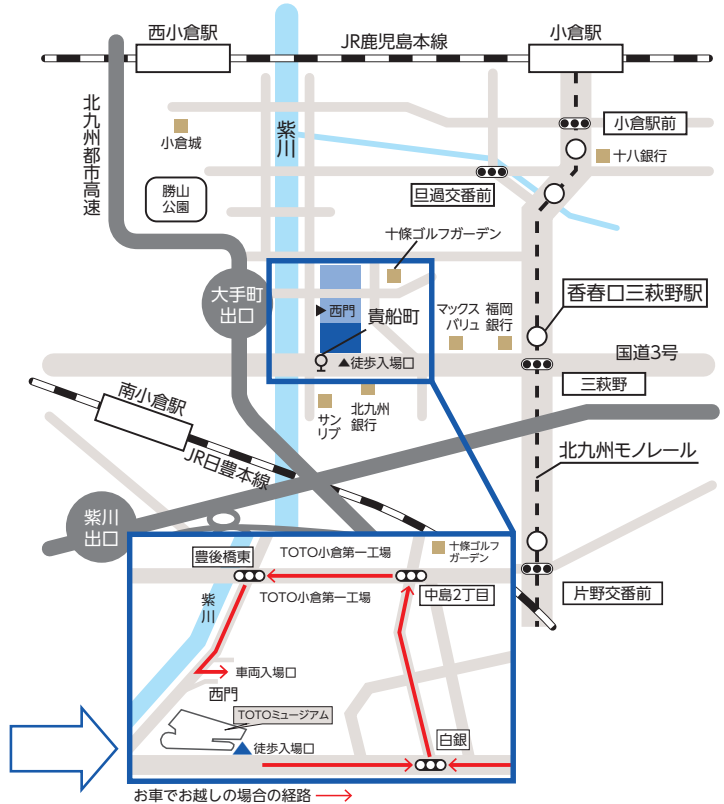 西小倉駅
JR鹿児島本線
小倉駅
北九州都市高速
小倉城
紫川
小倉駅前
十八銀行
勝山
公園
旦過交番前
十條ゴルフガーデン
大手町
出口
西門
貴船町
マックス
バリュ
福岡
銀行
香春口三萩野駅
徒歩入場口
国道3号
三萩野
南小倉駅
サン
リブ
北九州
銀行
JR日豊本線
北九州モノレール
紫川
出口
豊後橋東
TOTO小倉第一工場
十條ゴルフ
ガーデン
TOTO小倉第一工場
中島2丁目
片野交番前
紫川
車両入場口
西門
TOTOミュージアム
徒歩入場口
白銀
お車でお越しの場合の経路